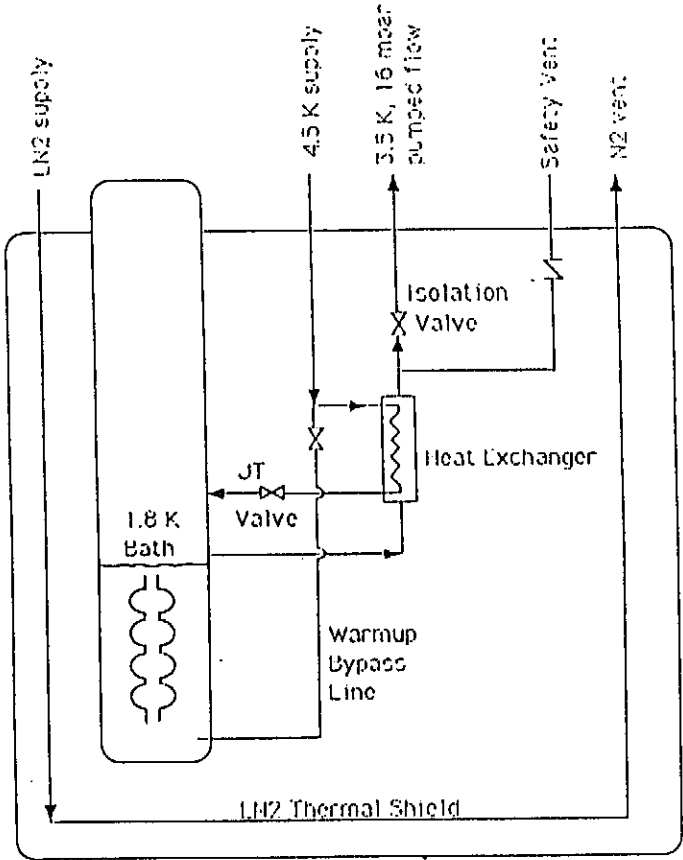 LN2 supply
4.5 K supply
3.5 K, 16 mbar
pumped flow
Safety Vent
N2 vent
Isolation
Valve
Heat Exchanger
JT
Valve
1.8 K
Bath
Warmup
Bypass
Line
LN2 Thermal Shield